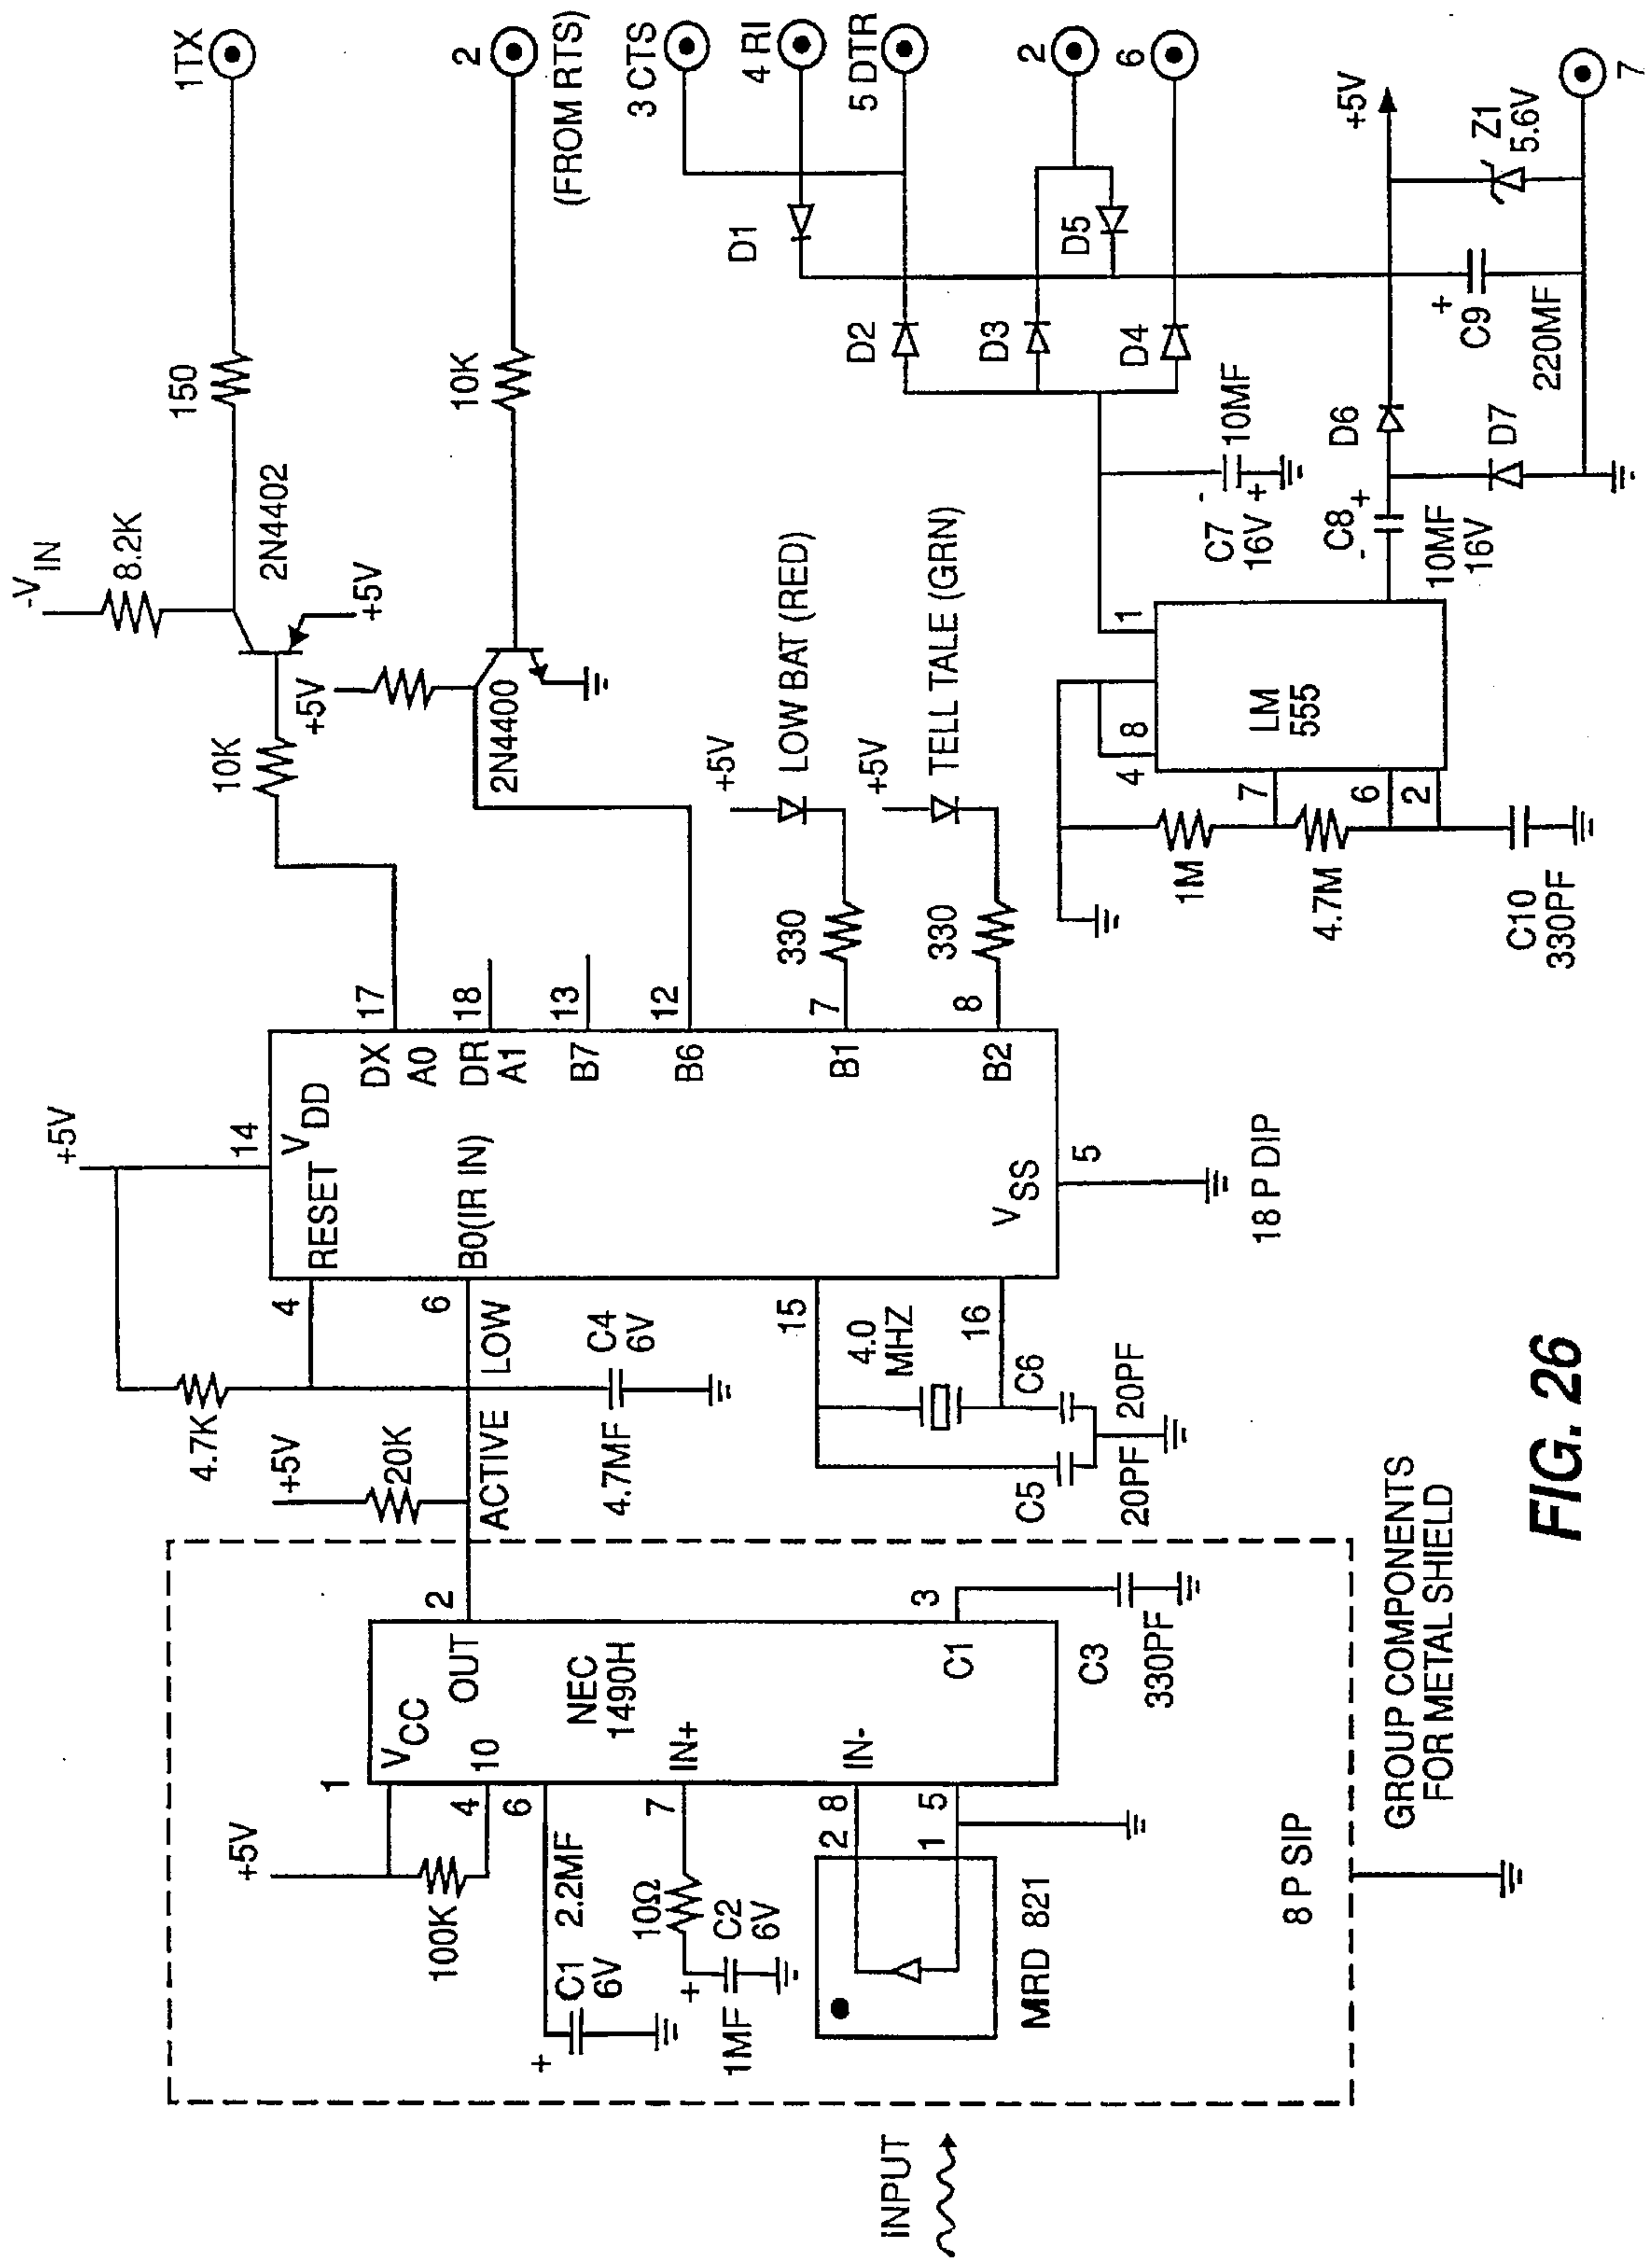 INPUT
+5V
1
100K
VCC
4
10
6
2
OUT
NEC
1490H
+
C1
6V
2.2MF
10Ω
7
IN+
+
1MF
C2
6V
2
8
IN-
1
5
C1
3
C3
330PF
MRD 821
8 P SIP
GROUP COMPONENTS
FOR METAL SHIELD
+5V
4.7K
+5V
20K
ACTIVE LOW
4.7MF
C4
6V
4
RESET
6
B0(IR IN)
14
VDD
15
4.0
MHZ
16
C5
20PF
C6
20PF
VSS
5
18 P DIP
DX
A0
17
DR
A1
18
B7
13
B6
12
B1
7
B2
8
10K
-VIN
8.2K
2N4402
+5V
150
1TX
+5V
2N4400
10K
2
(FROM RTS)
330
+5V
LOW BAT (RED)
330
+5V
TELL TALE (GRN)
3 CTS
4 RI
5 DTR
2
6
D1
D2
D3
D4
D5
-
C7
16V
+
10MF
4
8
1
LM
555
7
6
2
1M
4.7M
C10
330PF
-
C8
+
10MF
16V
D6
D7
+
C9
220MF
+5V
Z1
5.6V
7
FIG. 26